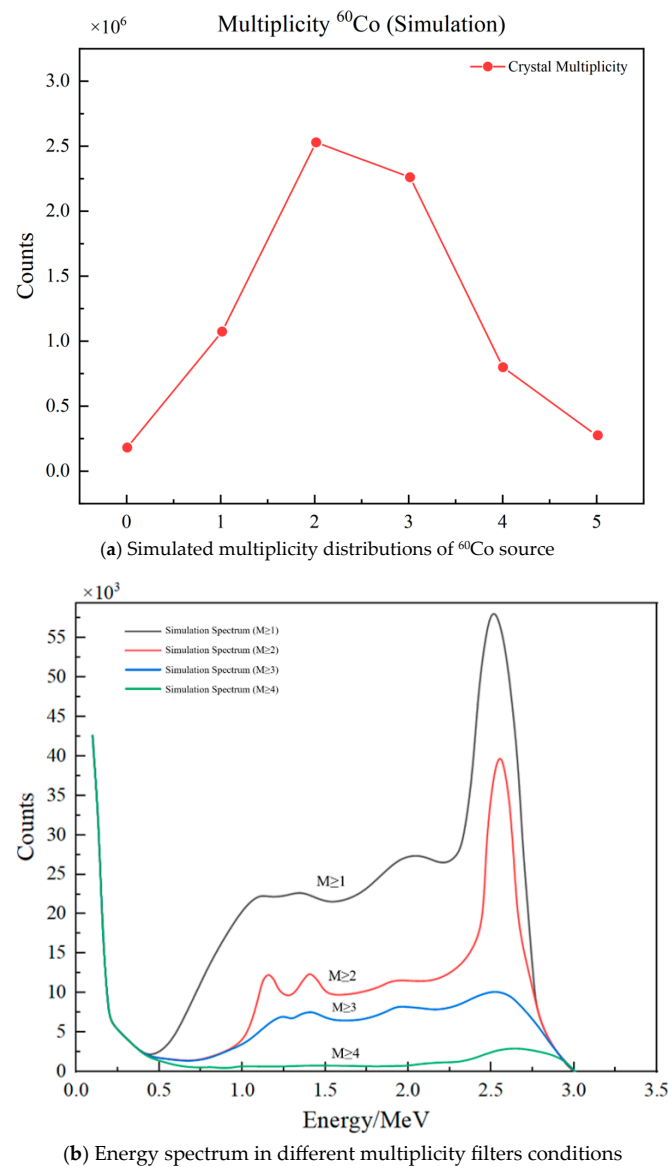 Multiplicity ⁶⁰Co (Simulation)
×10⁶
Crystal Multiplicity
3.0
2.5
2.0
1.5
1.0
0.5
0.0
Counts
0 1 2 3 4 5
(a) Simulated multiplicity distributions of ⁶⁰Co source
×10³
Simulation Spectrum (M≥1)
Simulation Spectrum (M≥2)
Simulation Spectrum (M≥3)
Simulation Spectrum (M≥4)
55
50
45
40
35
30
25
20
15
10
5
0
Counts
M≥1
M≥2
M≥3
M≥4
0.0 0.5 1.0 1.5 2.0 2.5 3.0 3.5
Energy/MeV
(b) Energy spectrum in different multiplicity filters conditions